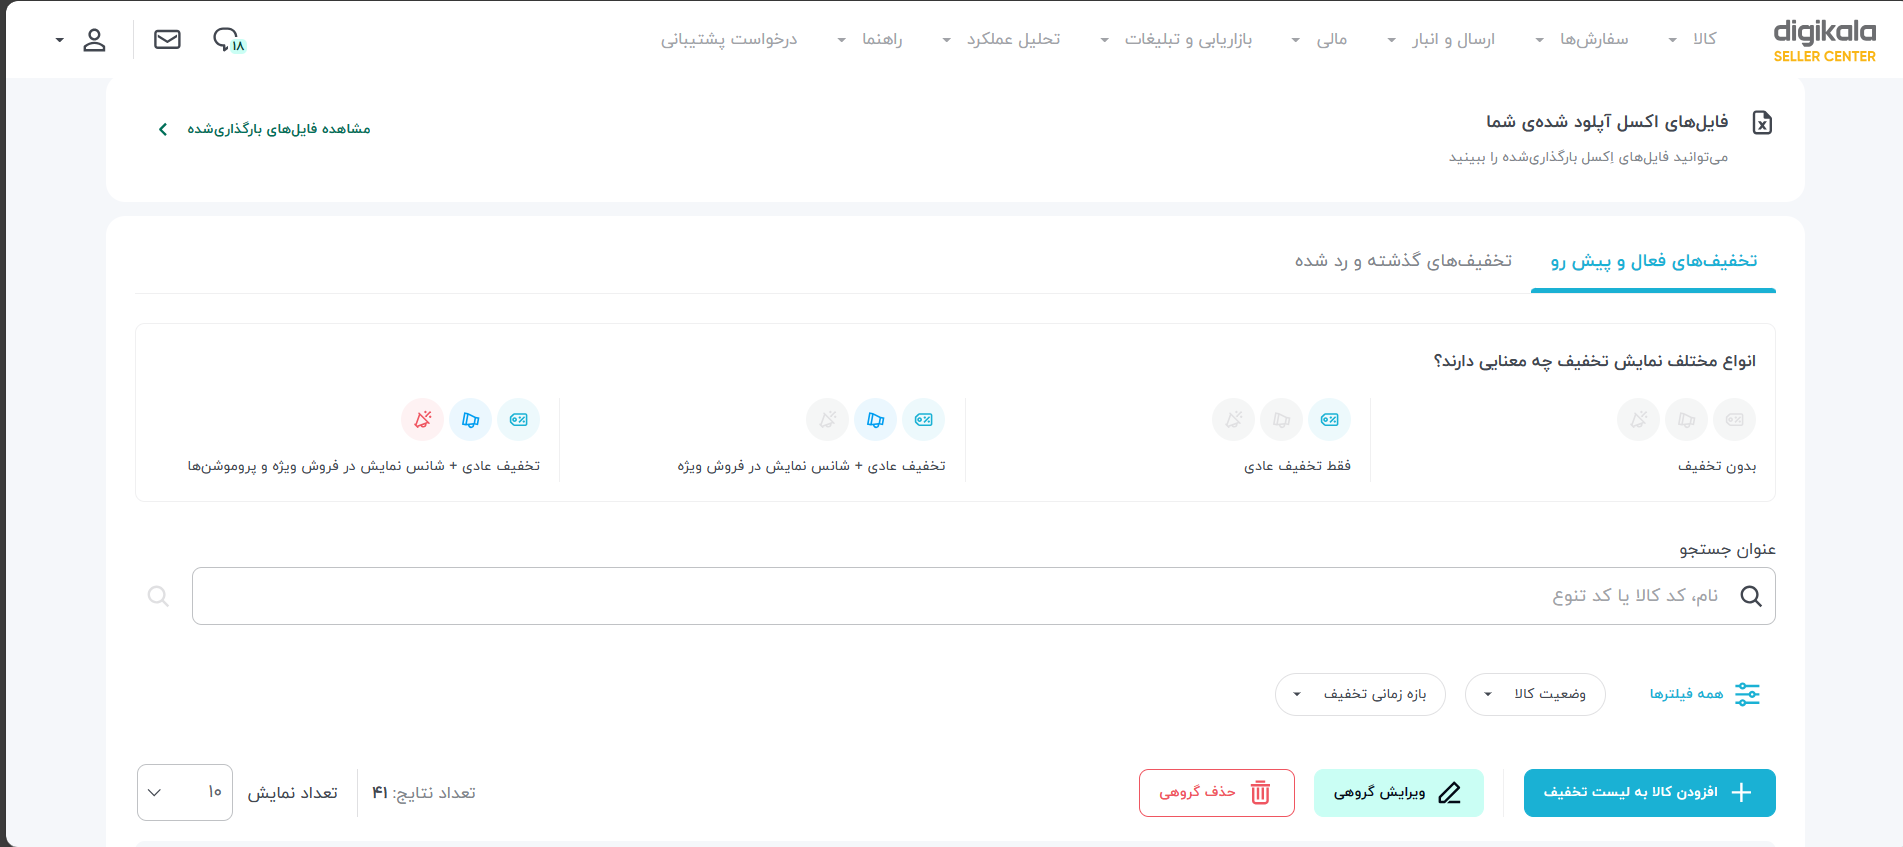 digikala
SELLER CENTER
کالا
سفارش‌ها
ارسال و انبار
مالی
بازاریابی و تبلیغات
تحلیل عملکرد
راهنما
درخواست پشتیبانی
۱۸
فایل‌های اکسل آپلود شده‌ی شما
می‌توانید فایل‌های اِکسل بارگذاری‌شده را ببینید
مشاهده فایل‌های بارگذاری‌شده
تخفیف‌های فعال و پیش رو
تخفیف‌های گذشته و رد شده
انواع مختلف نمایش تخفیف چه معنایی دارند؟
بدون تخفیف
فقط تخفیف عادی
تخفیف عادی + شانس نمایش در فروش ویژه
تخفیف عادی + شانس نمایش در فروش ویژه و پروموشن‌ها
عنوان جستجو
نام، کد کالا یا کد تنوع
همه فیلترها
وضعیت کالا
بازه زمانی تخفیف
افزودن کالا به لیست تخفیف
ویرایش گروهی
حذف گروهی
تعداد نتایج: ۴۱
تعداد نمایش
۱۰